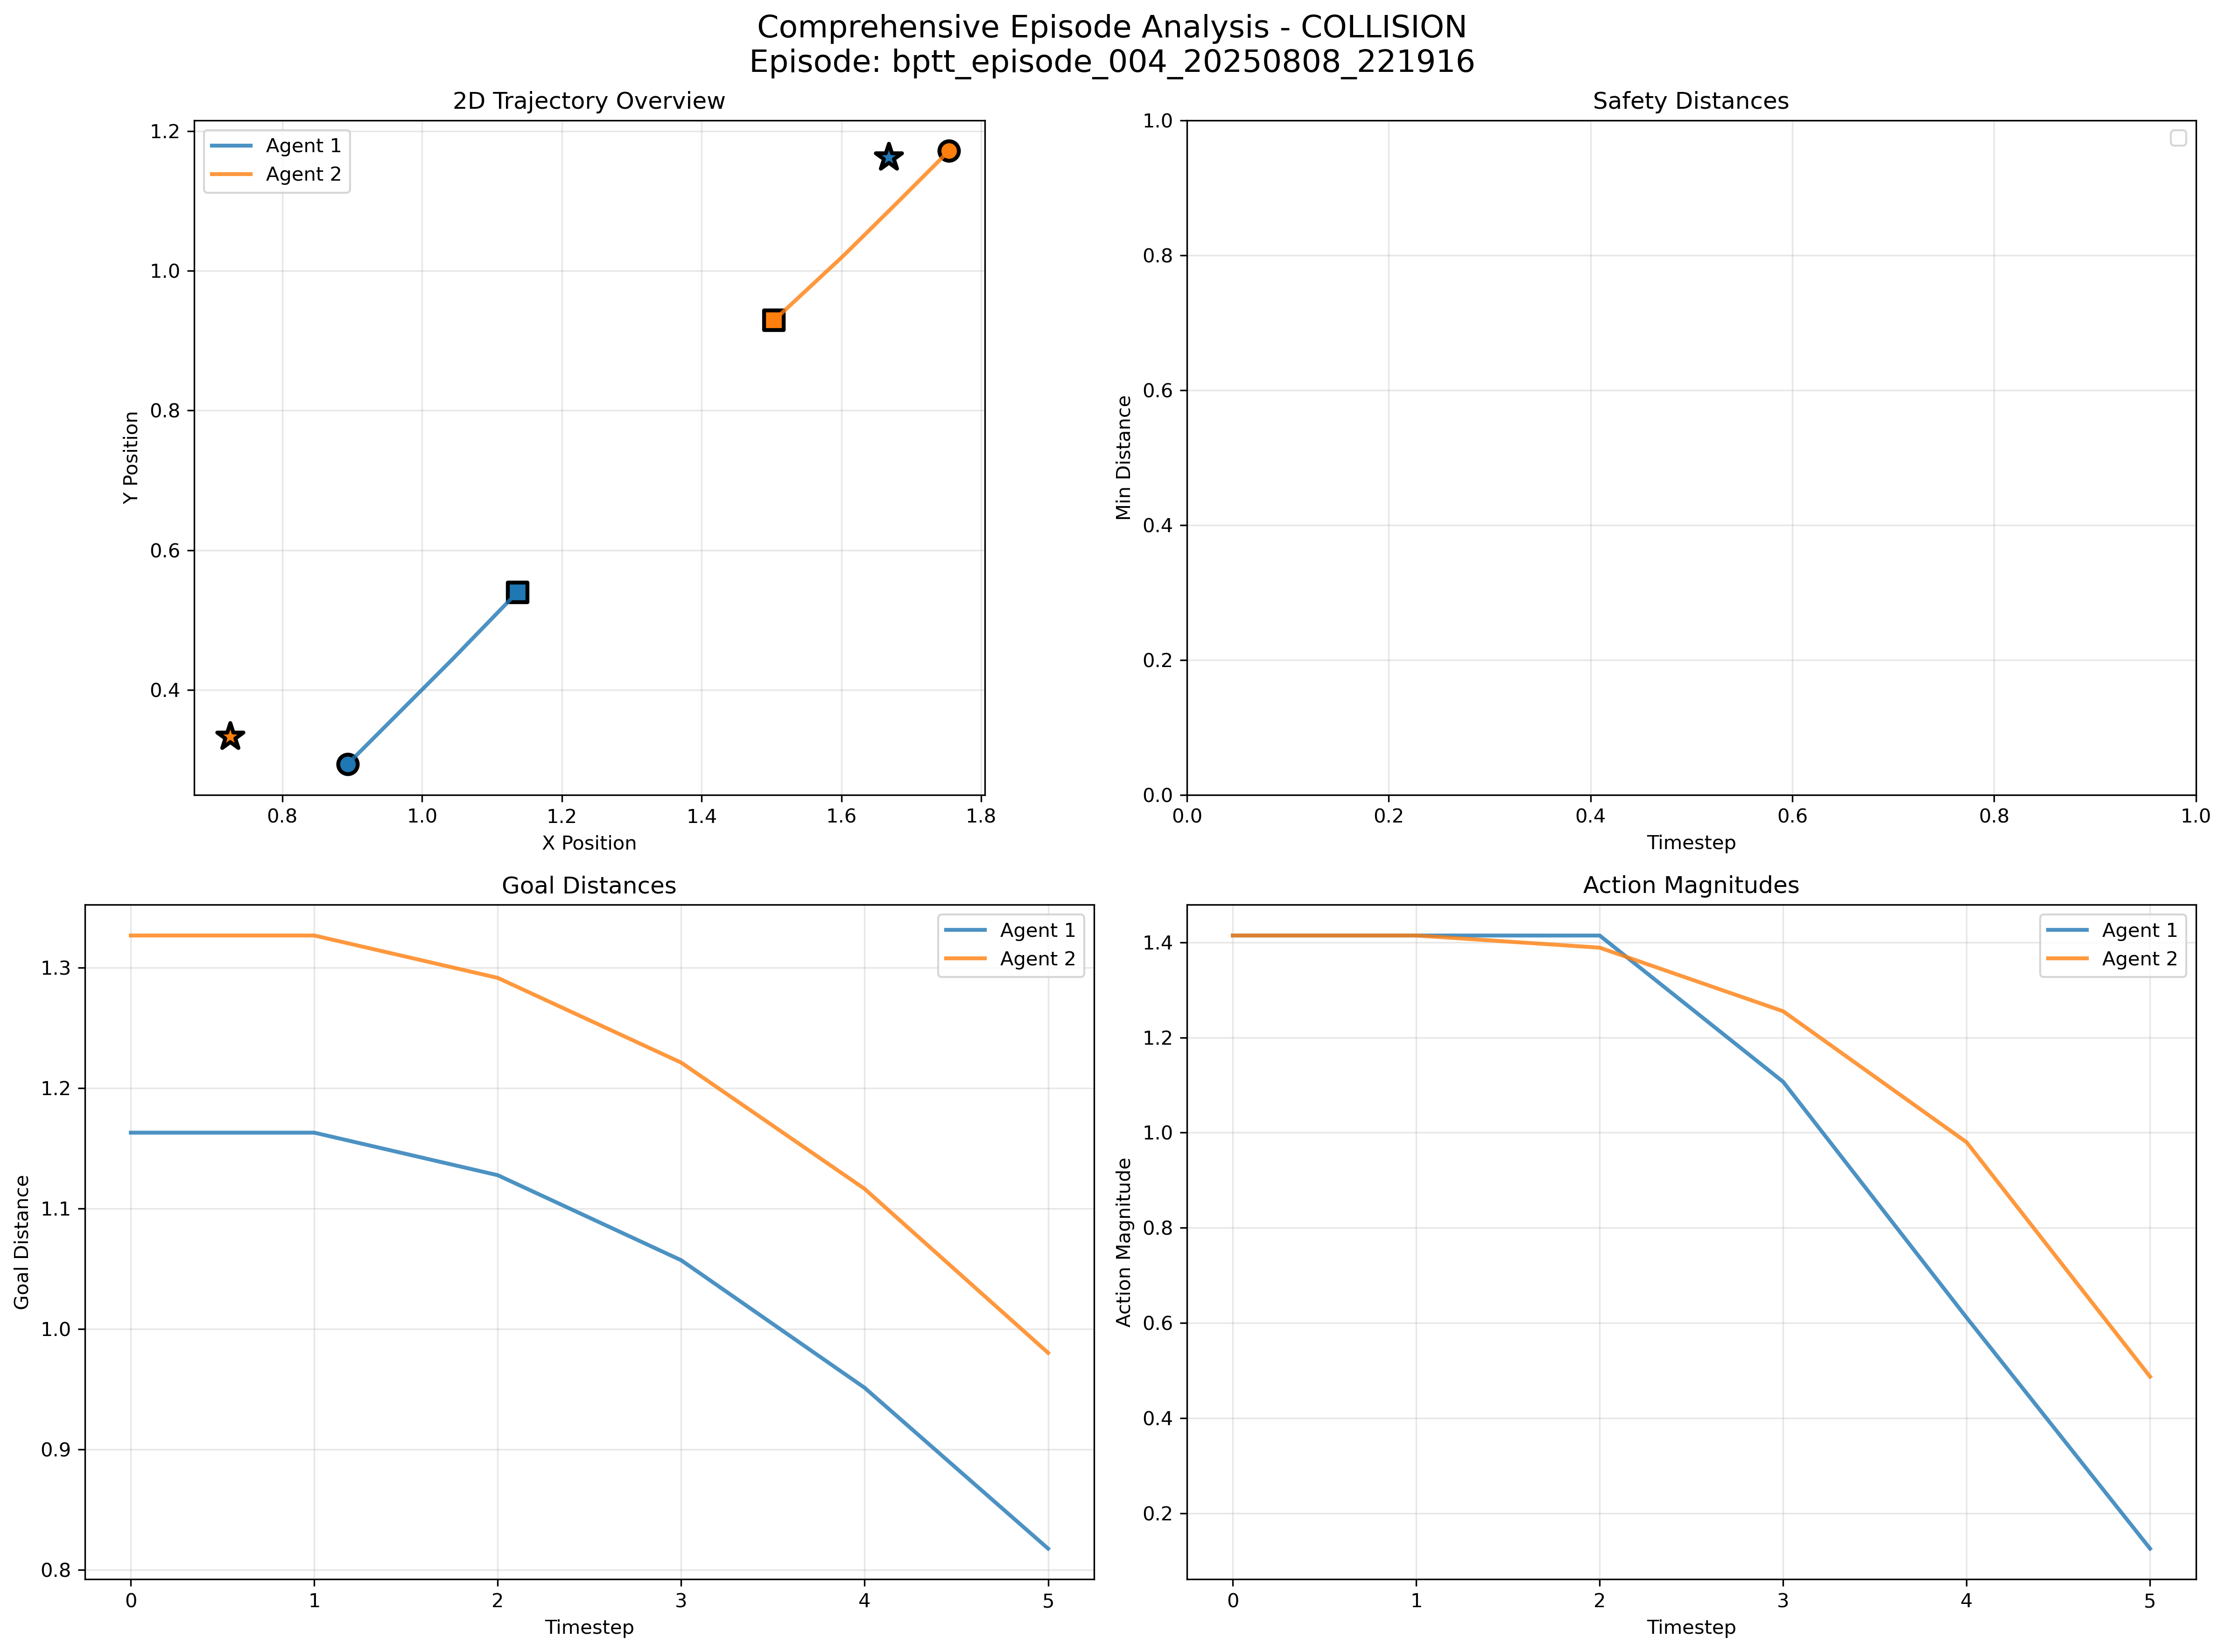 Comprehensive Episode Analysis - COLLISION
Episode: bptt_episode_004_20250808_221916
2D Trajectory Overview
Agent 1
Agent 2
1.2
1.0
0.8
0.6
0.4
Y Position
0.8
1.0
1.2
1.4
1.6
1.8
X Position
Safety Distances
1.0
0.8
0.6
0.4
0.2
0.0
Min Distance
0.0
0.2
0.4
0.6
0.8
1.0
Timestep
Goal Distances
Agent 1
Agent 2
1.3
1.2
1.1
1.0
0.9
0.8
Goal Distance
0
1
2
3
4
5
Timestep
Action Magnitudes
Agent 1
Agent 2
1.4
1.2
1.0
0.8
0.6
0.4
0.2
Action Magnitude
0
1
2
3
4
5
Timestep